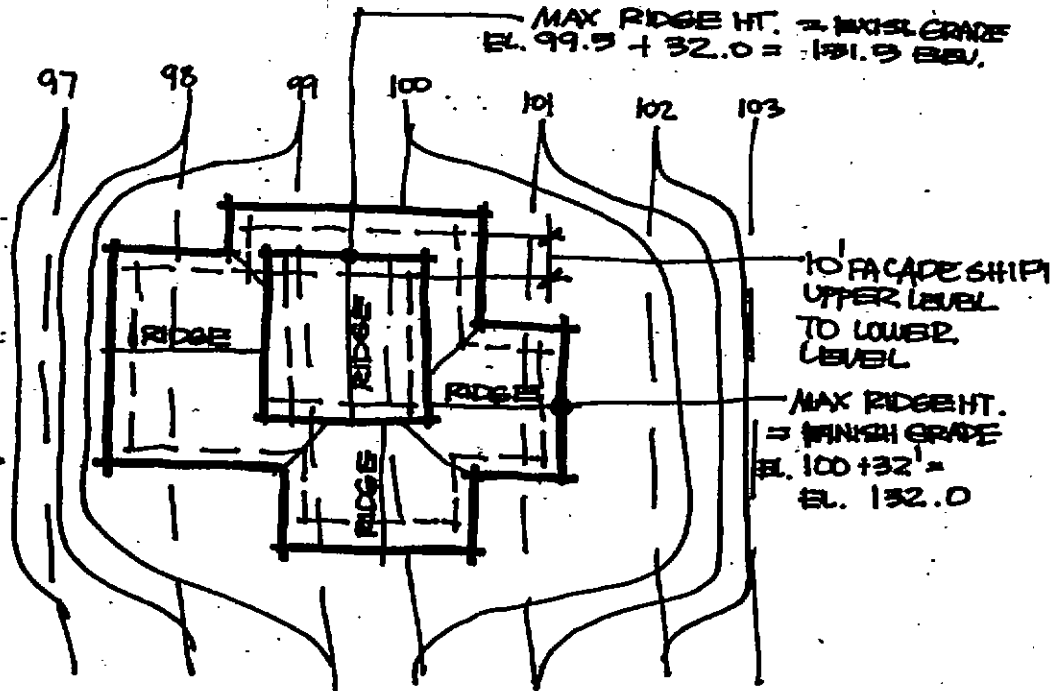 MAX RIDGE HT. = EXIST. GRADE
EL. 99.5 + 32.0 = 131.5 ELEV.
97
98
99
100
101
102
103
10' FACADE SHIFT
UPPER LEVEL
TO LOWER
LEVEL
RIDGE
RIDGE
RIDGE
RIDGE
MAX RIDGE HT.
= FINISH GRADE
EL. 100 + 32' =
EL. 132.0